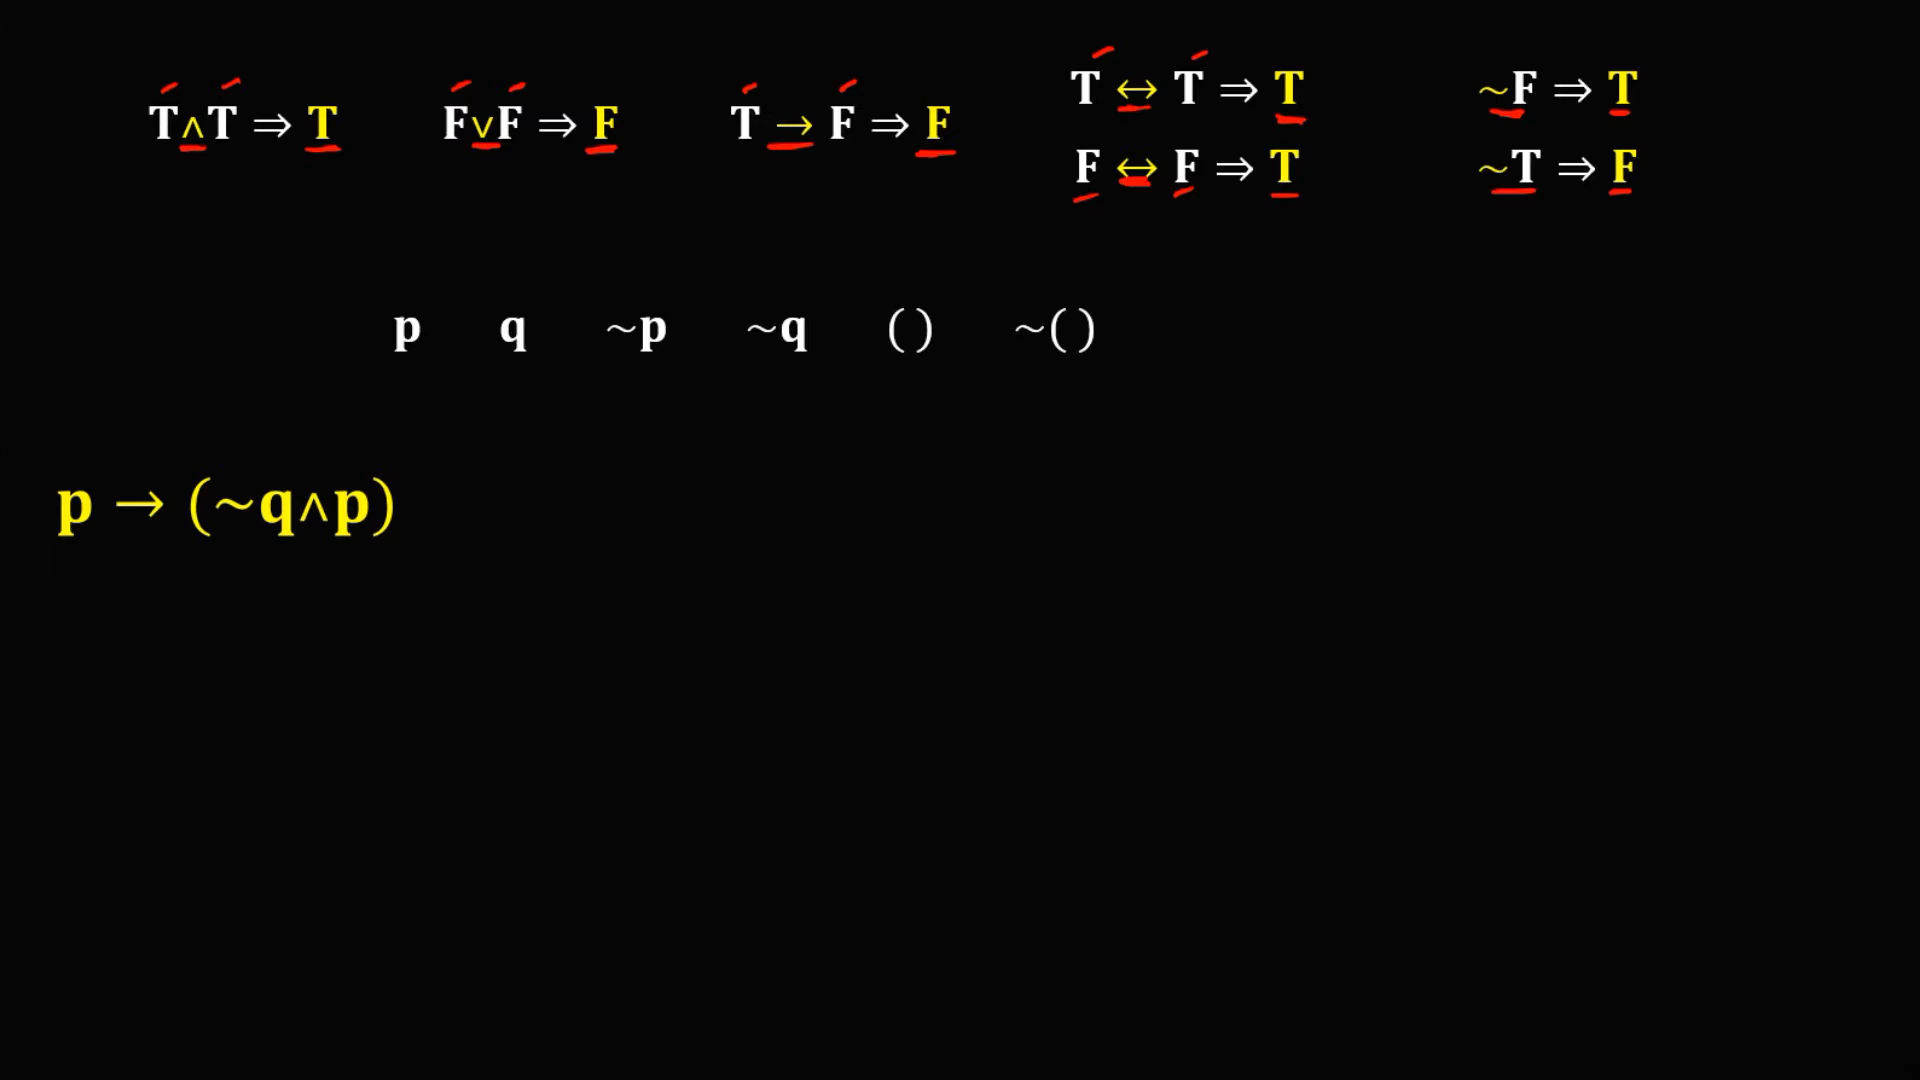 T∧T ⇒ T F∨F ⇒ F T → F ⇒ F T ↔ T ⇒ T ~F ⇒ T
F ↔ F ⇒ T ~T ⇒ F
p q ~p ~q ( ) ~( )
p → (~q∧p)